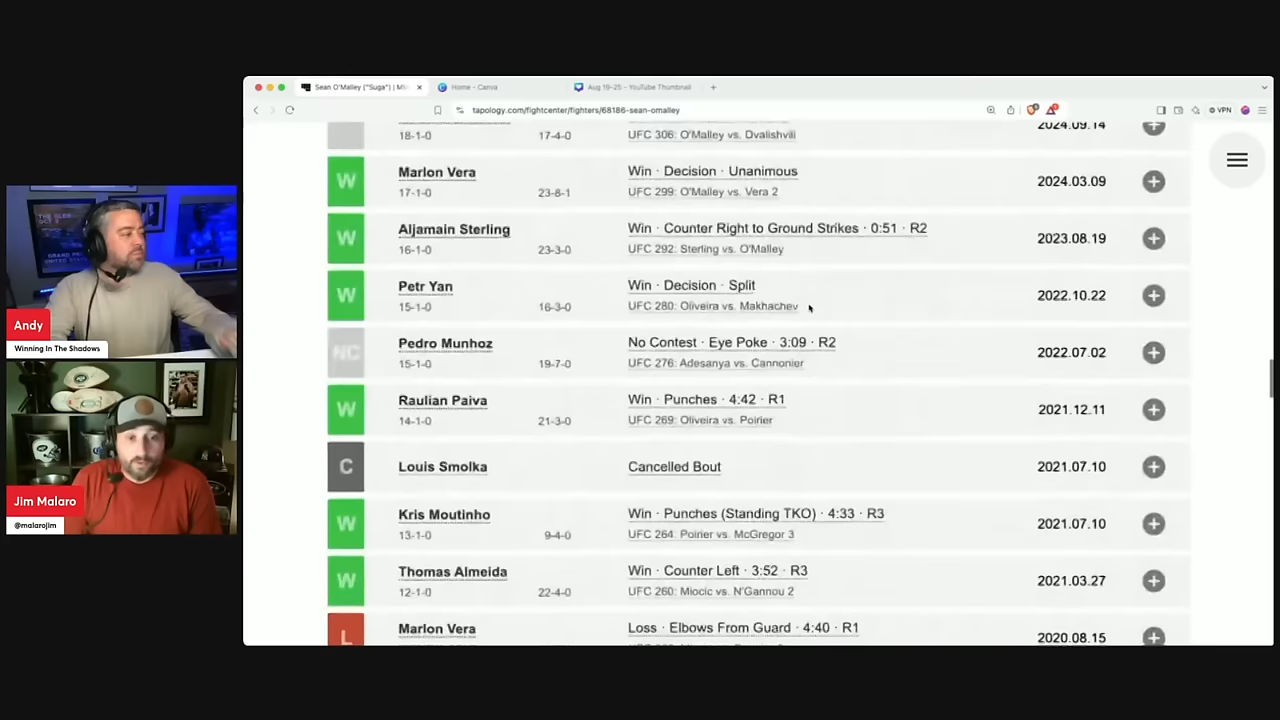 Sean O'Malley ("Suga") | M
Home - Canva
Aug 19-25 - YouTube Thumbnail
tapology.com/fightcenter/fighters/68186-sean-omalley
VPN
18-1-0 17-4-0 UFC 306: O'Malley vs. Dvalishvili 2024.09.14
W Marlon Vera Win · Decision · Unanimous 2024.03.09
17-1-0 23-8-1 UFC 299: O'Malley vs. Vera 2
W Aljamain Sterling Win · Counter Right to Ground Strikes · 0:51 · R2 2023.08.19
16-1-0 23-3-0 UFC 292: Sterling vs. O'Malley
W Petr Yan Win · Decision · Split 2022.10.22
15-1-0 16-3-0 UFC 280: Oliveira vs. Makhachev
NC Pedro Munhoz No Contest · Eye Poke · 3:09 · R2 2022.07.02
15-1-0 19-7-0 UFC 276: Adesanya vs. Cannonier
W Raulian Paiva Win · Punches · 4:42 · R1 2021.12.11
14-1-0 21-3-0 UFC 269: Oliveira vs. Poirier
C Louis Smolka Cancelled Bout 2021.07.10
W Kris Moutinho Win · Punches (Standing TKO) · 4:33 · R3 2021.07.10
13-1-0 9-4-0 UFC 264: Poirier vs. McGregor 3
W Thomas Almeida Win · Counter Left · 3:52 · R3 2021.03.27
12-1-0 22-4-0 UFC 260: Miocic vs. N'Gannou 2
L Marlon Vera Loss · Elbows From Guard · 4:40 · R1 2020.08.15
Andy
Winning In The Shadows
Jim Malaro
@malarojim